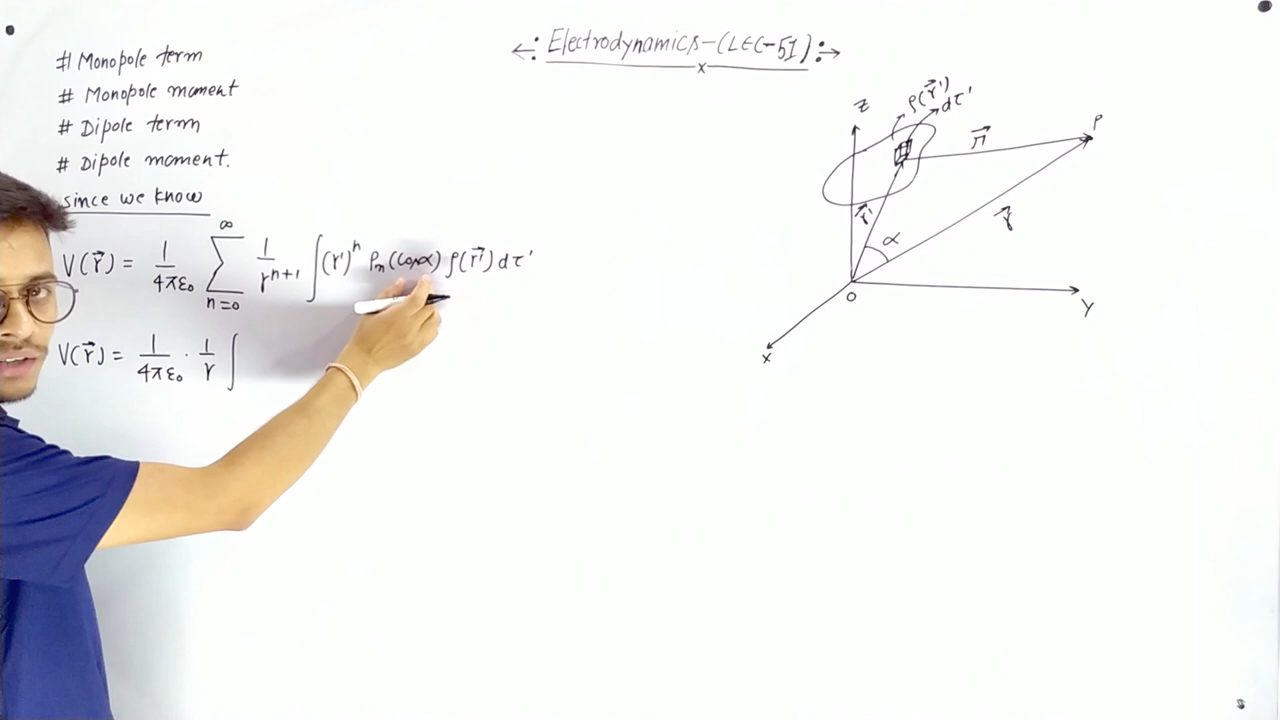 ←: Electrodynamics-(LEC-51) :→
x
# Monopole term
# Monopole moment
# Dipole term
# Dipole moment.
since we know
V(r⃗) = 1/4πε₀ ∑_{n=0}^{∞} 1/r^{n+1} ∫(r')^n Pₙ(cosα) ρ(r⃗') dτ'
V(r⃗) = 1/4πε₀ · 1/r ∫
Z
ρ(r⃗')
dτ'
P
r⃗'
r⃗
α
O
Y
X